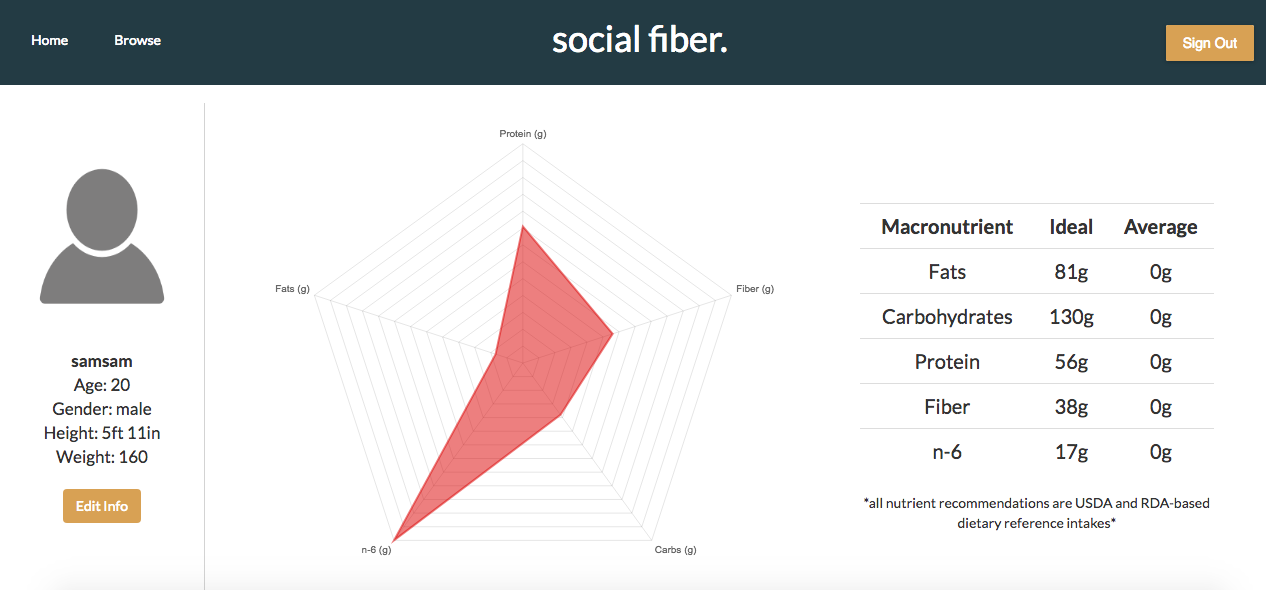 Home Browse social fiber. Sign Out
samsam
Age: 20
Gender: male
Height: 5ft 11in
Weight: 160
Edit Info
Protein (g)
Fats (g) Fiber (g)
n-6 (g) Carbs (g)
Macronutrient Ideal Average
Fats 81g 0g
Carbohydrates 130g 0g
Protein 56g 0g
Fiber 38g 0g
n-6 17g 0g
*all nutrient recommendations are USDA and RDA-based
dietary reference intakes*